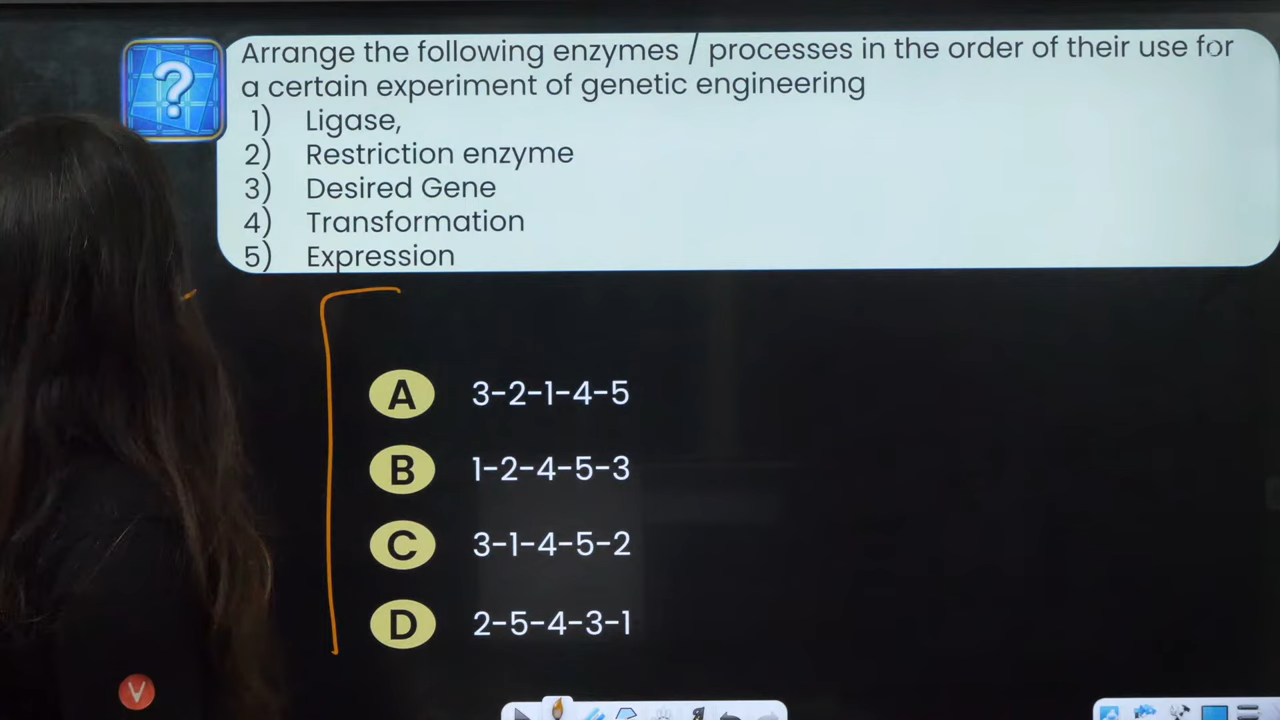 Arrange the following enzymes / processes in the order of their use for
a certain experiment of genetic engineering
1) Ligase,
2) Restriction enzyme
3) Desired Gene
4) Transformation
5) Expression
A 3-2-1-4-5
B 1-2-4-5-3
C 3-1-4-5-2
D 2-5-4-3-1
V